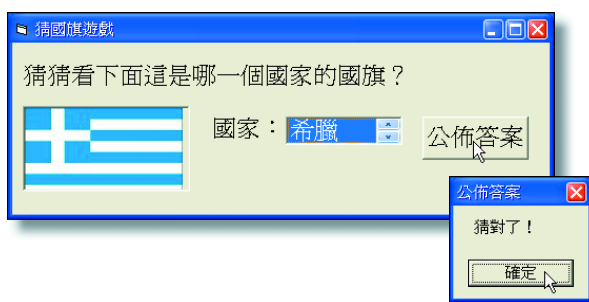 猜國旗遊戲
猜猜看下面這是哪一個國家的國旗？
國家：希臘
公佈答案
公佈答案
猜對了！
確定